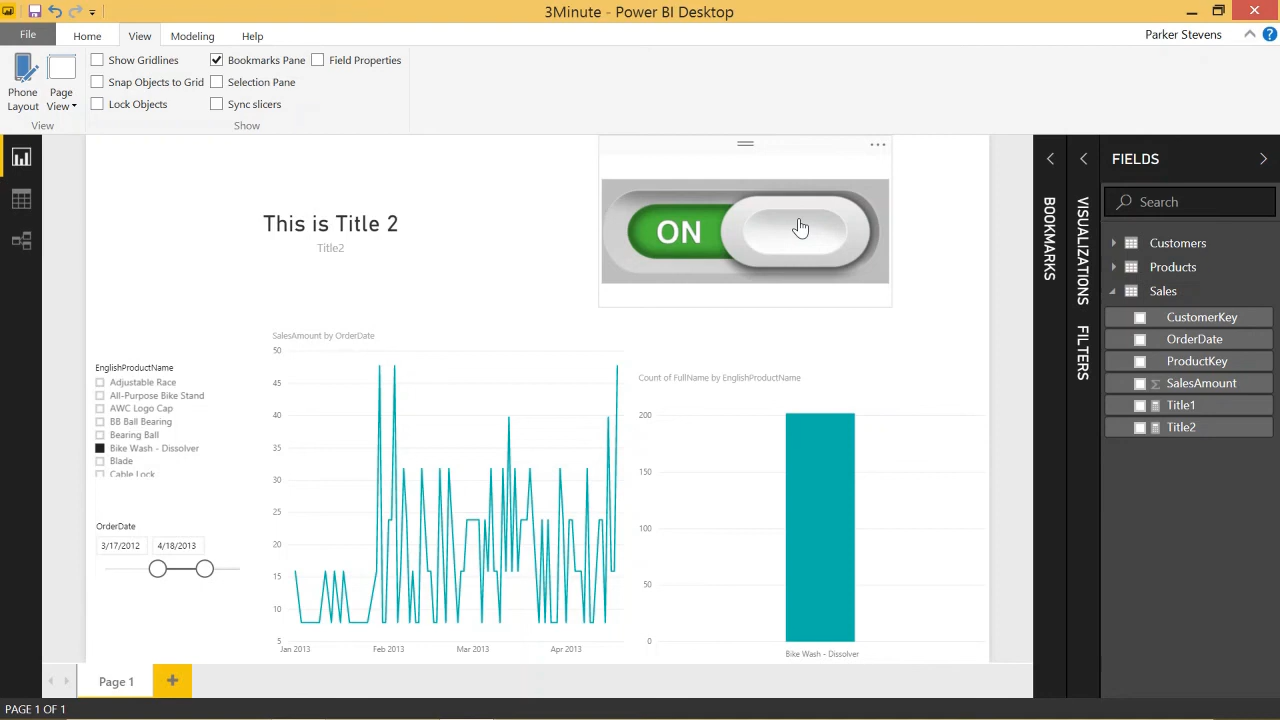 3Minute - Power BI Desktop
File
Home
View
Modeling
Help
Parker Stevens
Phone
Layout
Page
View
Show Gridlines
Snap Objects to Grid
Lock Objects
Bookmarks Pane
Selection Pane
Sync slicers
Field Properties
View
Show
This is Title 2
Title2
ON
EnglishProductName
Adjustable Race
All-Purpose Bike Stand
AWC Logo Cap
BB Ball Bearing
Bearing Ball
Bike Wash - Dissolver
Blade
Cable Lock
OrderDate
3/17/2012
4/18/2013
SalesAmount by OrderDate
50
45
40
35
30
25
20
15
10
5
Jan 2013
Feb 2013
Mar 2013
Apr 2013
Count of FullName by EnglishProductName
200
150
100
50
0
Bike Wash - Dissolver
BOOKMARKS
VISUALIZATIONS
FILTERS
FIELDS
Search
Customers
Products
Sales
CustomerKey
OrderDate
ProductKey
Σ SalesAmount
Title1
Title2
Page 1
PAGE 1 OF 1